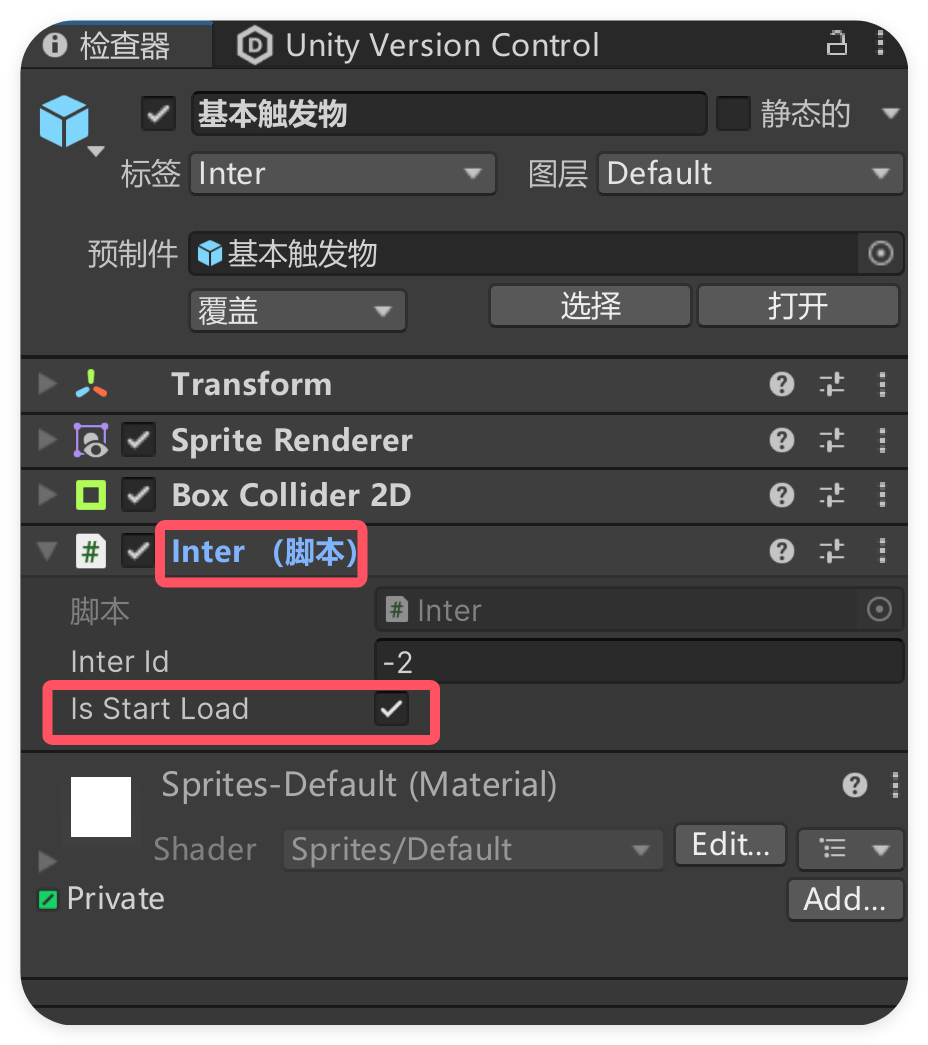 检查器 Unity Version Control
基本触发物 静态的
标签 Inter 图层 Default
预制件 基本触发物
覆盖 选择 打开
Transform
Sprite Renderer
Box Collider 2D
# Inter （脚本）
脚本 # Inter
Inter Id -2
Is Start Load
Sprites-Default (Material)
Shader Sprites/Default Edit...
Private Add...